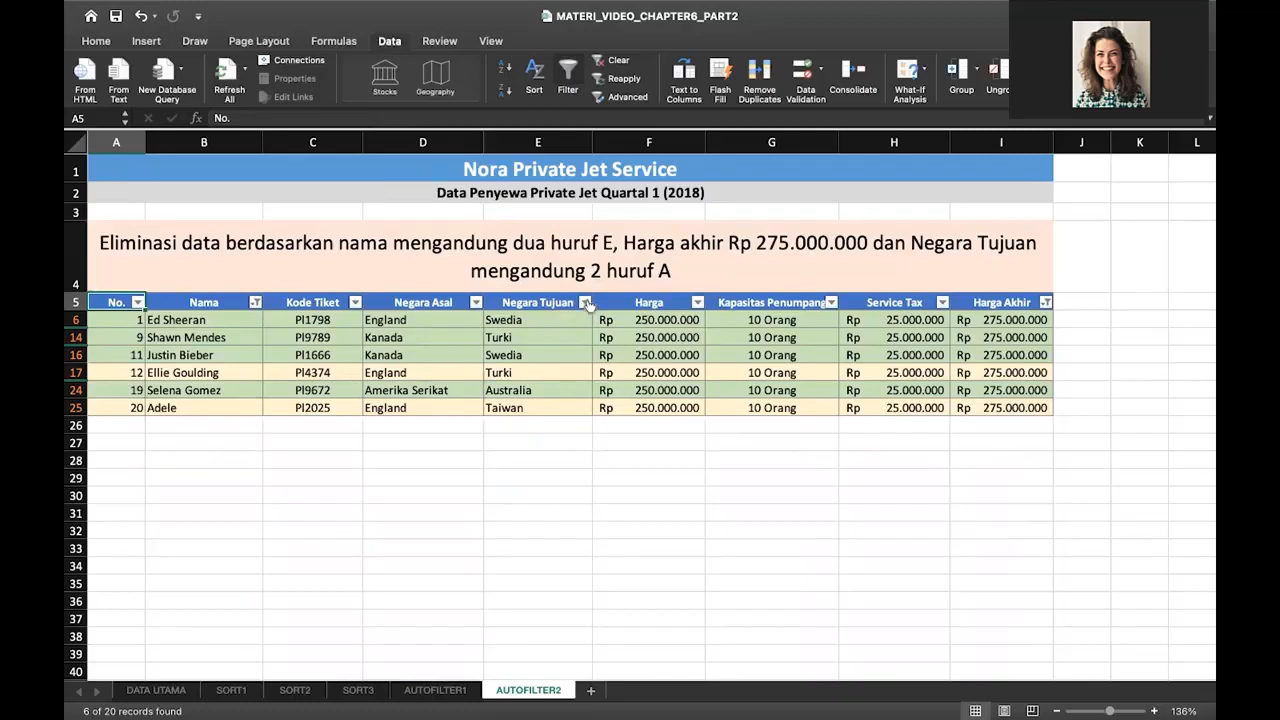 MATERI_VIDEO_CHAPTER6_PART2
Home Insert Draw Page Layout Formulas Data Review View
From HTML
From Text
New Database Query
Refresh All
Connections
Properties
Edit Links
Stocks
Geography
Sort
Filter
Clear
Reapply
Advanced
Text to Columns
Flash Fill
Remove Duplicates
Data Validation
Consolidate
What-If Analysis
Group
A5 fx No.
A B C D E F G H I J K L
1 Nora Private Jet Service
2 Data Penyewa Private Jet Quartal 1 (2018)
3
Eliminasi data berdasarkan nama mengandung dua huruf E, Harga akhir Rp 275.000.000 dan Negara Tujuan
4 mengandung 2 huruf A
5 No. Nama Kode Tiket Negara Asal Negara Tujuan Harga Kapasitas Penumpang Service Tax Harga Akhir
6 1 Ed Sheeran PJ1798 England Swedia Rp 250.000.000 10 Orang Rp 25.000.000 Rp 275.000.000
14 9 Shawn Mendes PJ9789 Kanada Turki Rp 250.000.000 10 Orang Rp 25.000.000 Rp 275.000.000
16 11 Justin Bieber PJ1666 Kanada Swedia Rp 250.000.000 10 Orang Rp 25.000.000 Rp 275.000.000
17 12 Ellie Goulding PJ4374 England Turki Rp 250.000.000 10 Orang Rp 25.000.000 Rp 275.000.000
24 19 Selena Gomez PJ9672 Amerika Serikat Australia Rp 250.000.000 10 Orang Rp 25.000.000 Rp 275.000.000
25 20 Adele PJ2025 England Taiwan Rp 250.000.000 10 Orang Rp 25.000.000 Rp 275.000.000
26
27
28
29
30
31
32
33
34
35
36
37
38
39
40
DATA UTAMA SORT1 SORT2 SORT3 AUTOFILTER1 AUTOFILTER2
6 of 20 records found 136%